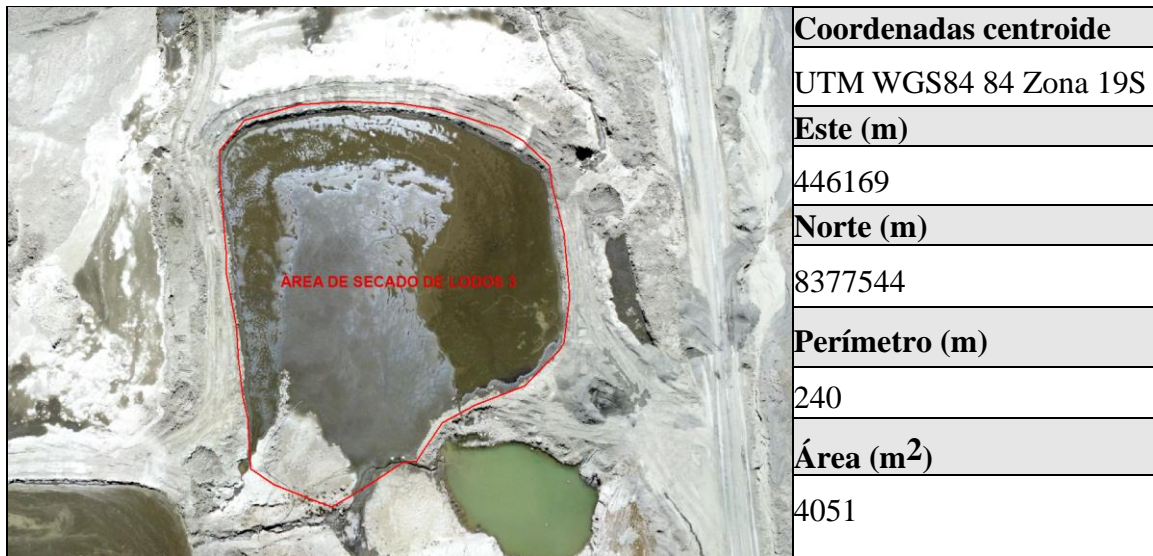 ÁREA DE SECADO DE LODOS 3
Coordenadas centroide
UTM WGS84 84 Zona 19S
Este (m)
446169
Norte (m)
8377544
Perímetro (m)
240
Área (m²)
4051